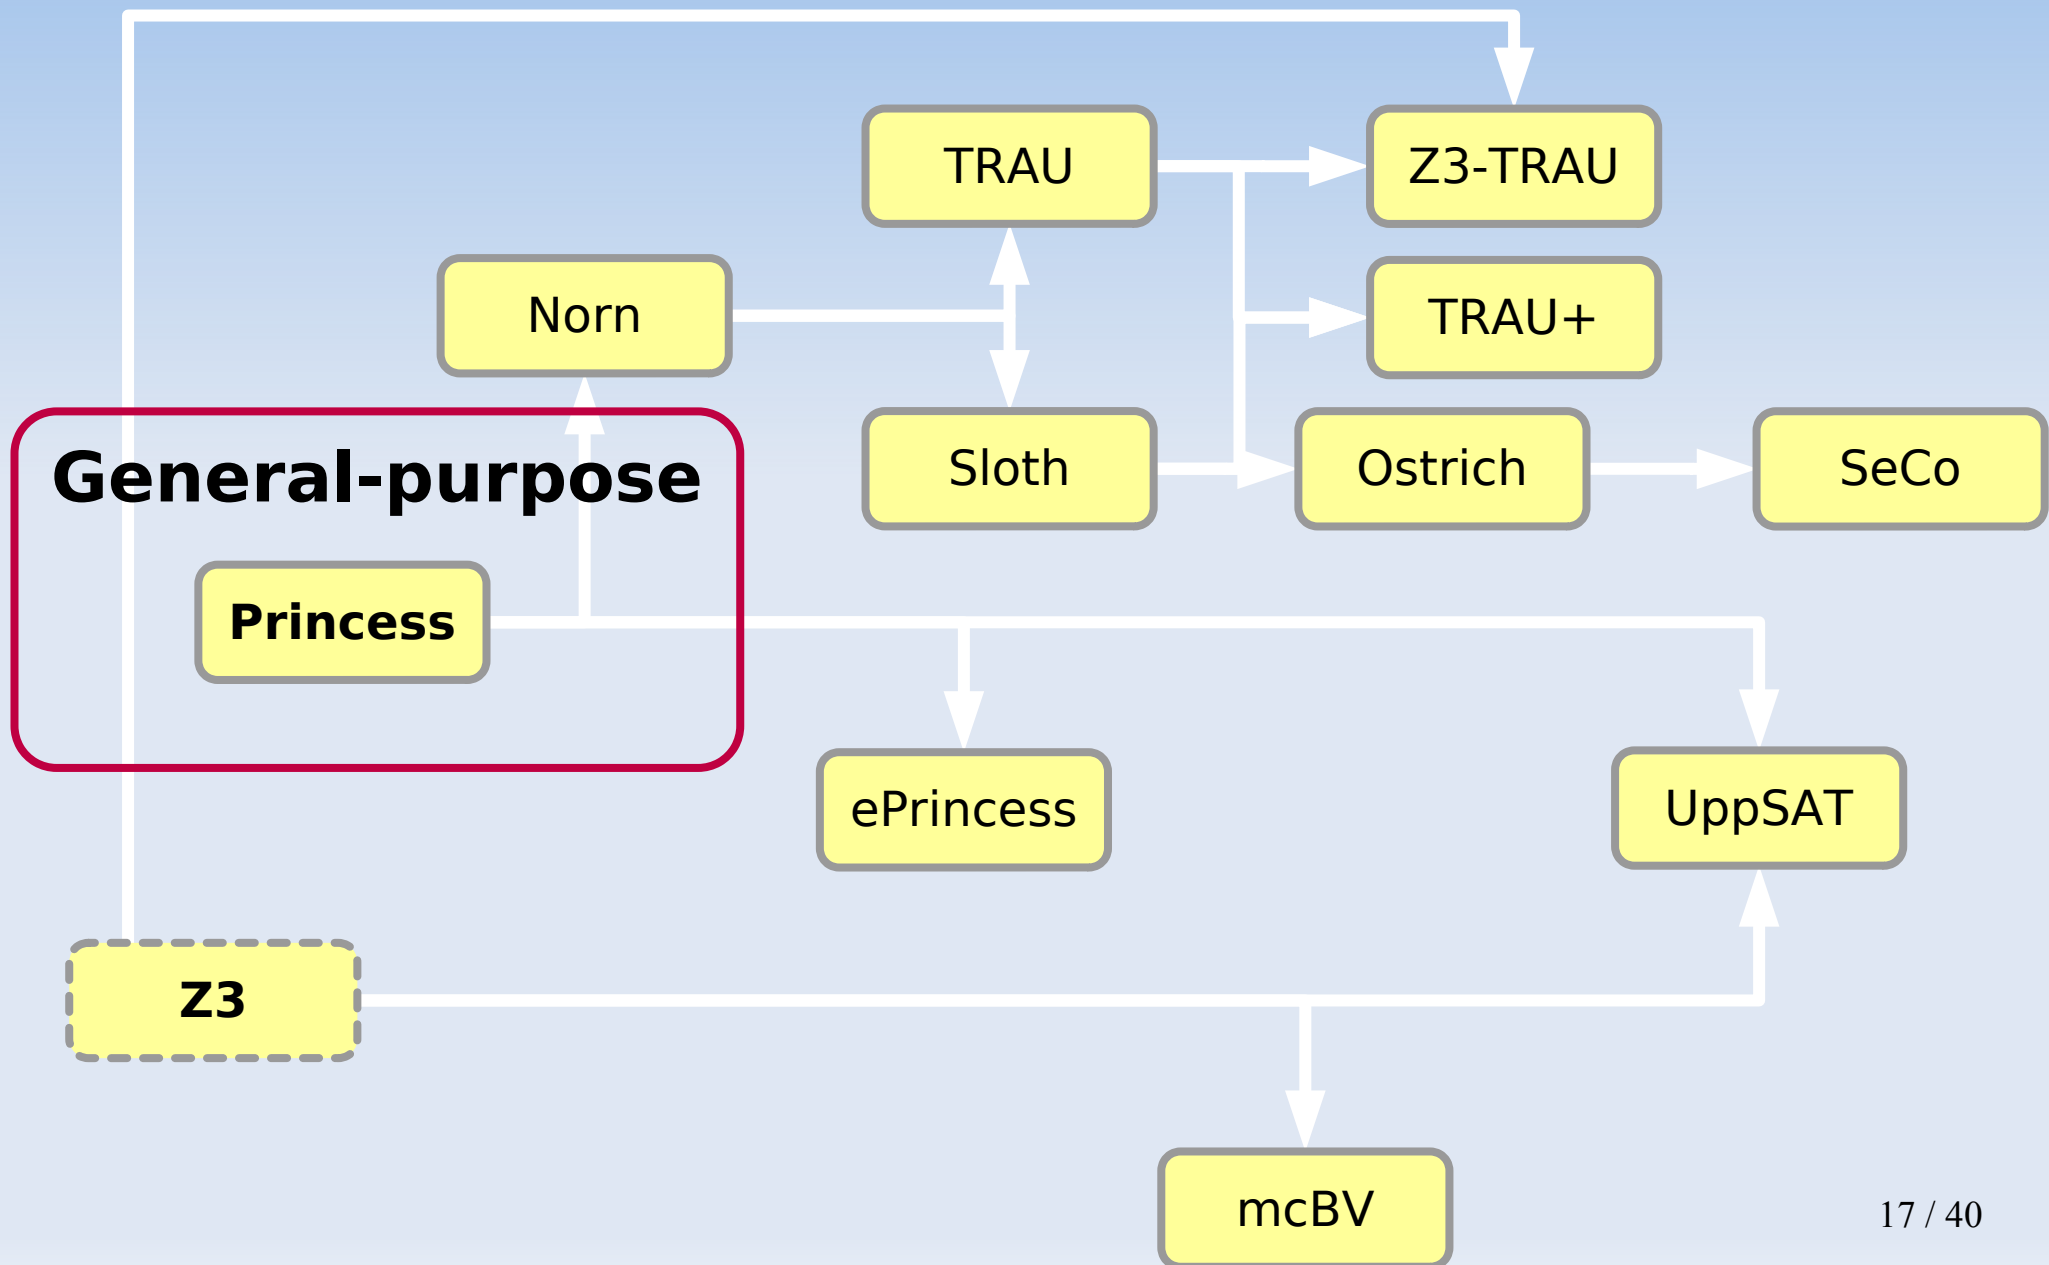 TRAU
Z3-TRAU
Norn
TRAU+
General-purpose
Sloth
Ostrich
SeCo
Princess
ePrincess
UppSAT
Z3
mcBV
17 / 40